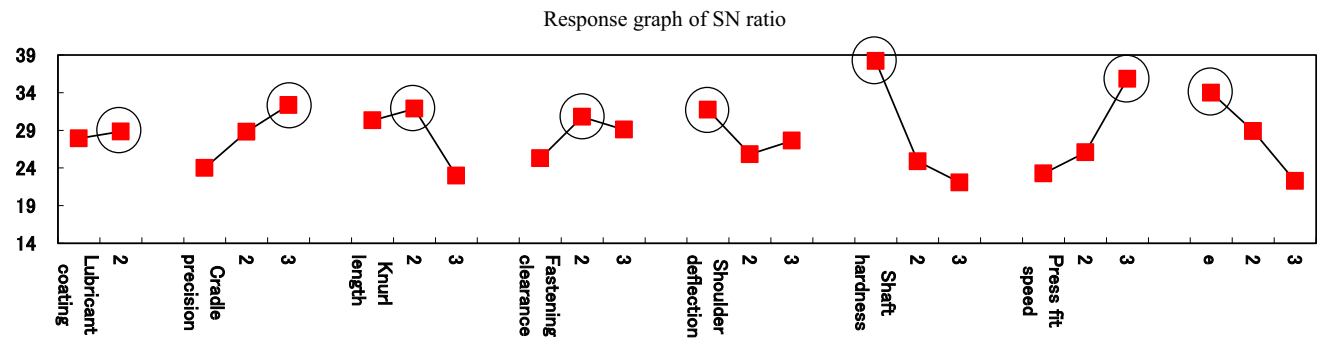 Response graph of SN ratio
39
34
29
24
19
14
Lubricant
coating
2
Cradle
precision
2
3
Knurl
length
2
3
Fastening
clearance
2
3
Shoulder
deflection
2
3
Shaft
hardness
2
3
Press fit
speed
2
3
e
2
3